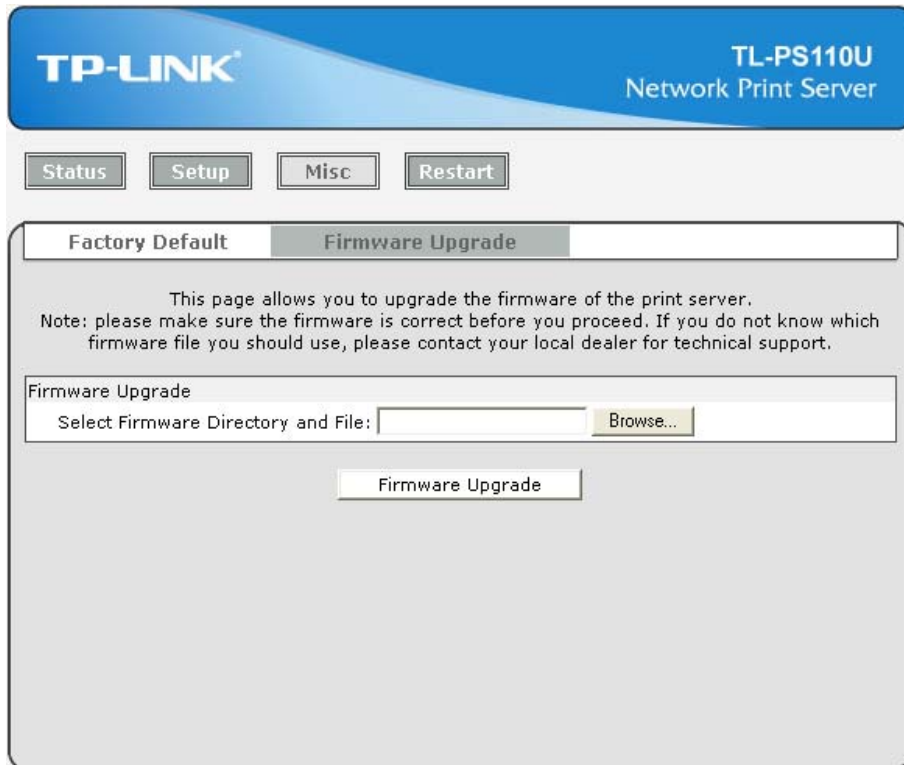 TP-LINK
TL-PS110U
Network Print Server
Status Setup Misc Restart
Factory Default Firmware Upgrade
This page allows you to upgrade the firmware of the print server.
Note: please make sure the firmware is correct before you proceed. If you do not know which
firmware file you should use, please contact your local dealer for technical support.
Firmware Upgrade
Select Firmware Directory and File: Browse...
Firmware Upgrade